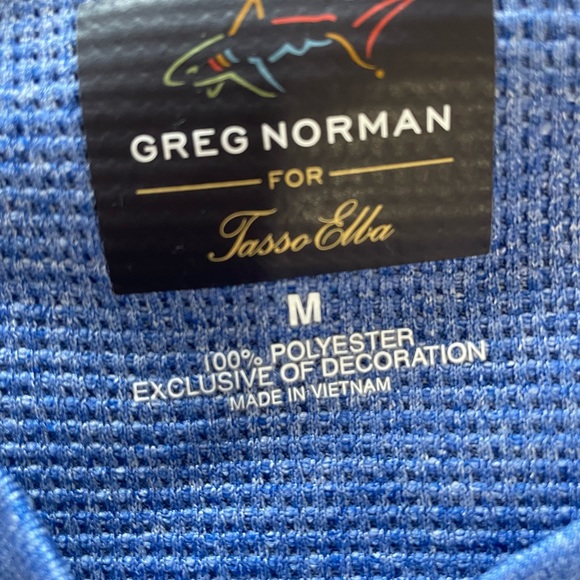 GREG NORMAN
FOR
Tasso Elba
M
100% POLYESTER
EXCLUSIVE OF DECORATION
MADE IN VIETNAM